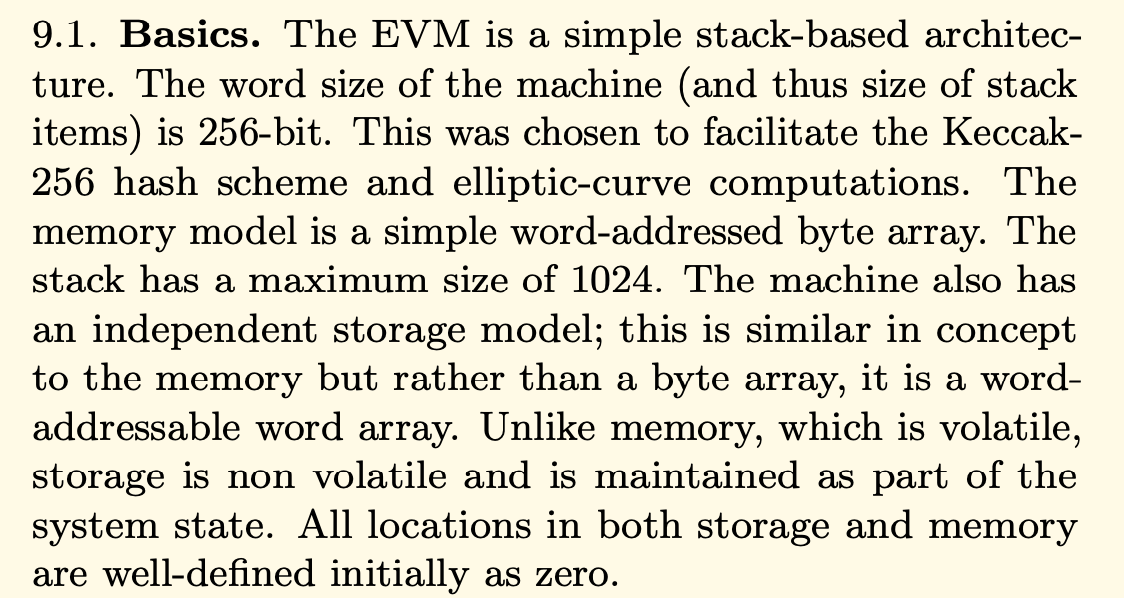 9.1. Basics. The EVM is a simple stack-based architec-
ture. The word size of the machine (and thus size of stack
items) is 256-bit. This was chosen to facilitate the Keccak-
256 hash scheme and elliptic-curve computations. The
memory model is a simple word-addressed byte array. The
stack has a maximum size of 1024. The machine also has
an independent storage model; this is similar in concept
to the memory but rather than a byte array, it is a word-
addressable word array. Unlike memory, which is volatile,
storage is non volatile and is maintained as part of the
system state. All locations in both storage and memory
are well-defined initially as zero.